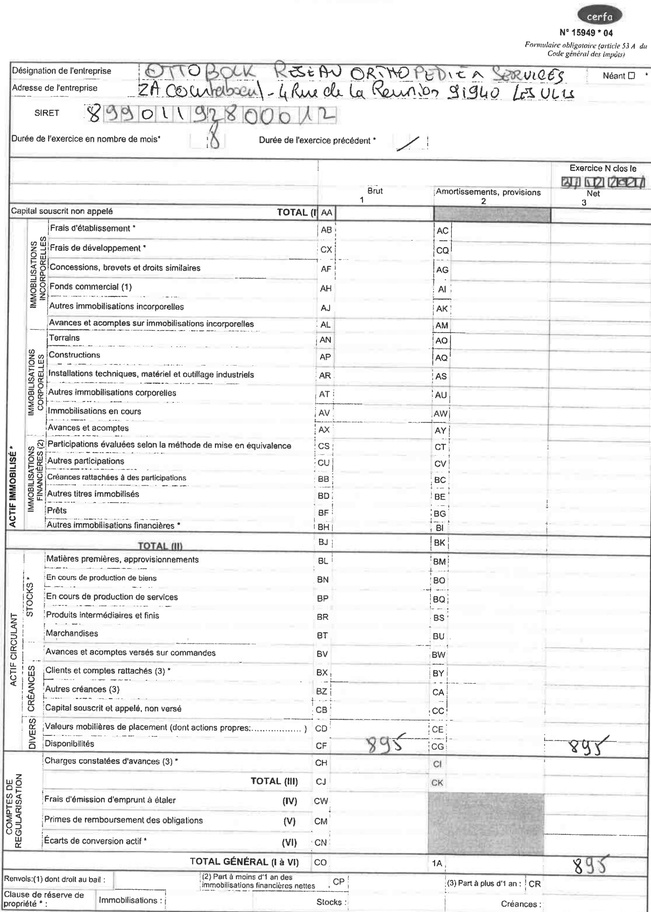 cerfa
N° 15949 * 04
Formulaire obligatoire (article 53 A du
Code général des impôts)
Désignation de l'entreprise OTTOBOCK RESEAU ORTHOPEDIE & SERVICES Néant □ *
Adresse de l'entreprise ZA Courtaboeuf - 4 Rue de la Reunion 91940 LES ULIS
SIRET 89901192800012
Durée de l'exercice en nombre de mois* 8 Durée de l'exercice précédent * /
Exercice N clos le
31 12 2021
Brut Amortissements, provisions Net
1 2 3
Capital souscrit non appelé TOTAL (I AA
ACTIF IMMOBILISÉ *
IMMOBILISATIONS INCORPORELLES
Frais d'établissement * AB AC
Frais de développement * CX CQ
Concessions, brevets et droits similaires AF AG
Fonds commercial (1) AH AI
Autres immobilisations incorporelles AJ AK
Avances et acomptes sur immobilisations incorporelles AL AM
IMMOBILISATIONS CORPORELLES
Terrains AN AO
Constructions AP AQ
Installations techniques, matériel et outillage industriels AR AS
Autres immobilisations corporelles AT AU
Immobilisations en cours AV AW
Avances et acomptes AX AY
IMMOBILISATIONS FINANCIÈRES (2)
Participations évaluées selon la méthode de mise en équivalence CS CT
Autres participations CU CV
Créances rattachées à des participations BB BC
Autres titres immobilisés BD BE
Prêts BF BG
Autres immobilisations financières * BH BI
TOTAL (II) BJ BK
ACTIF CIRCULANT
STOCKS *
Matières premières, approvisionnements BL BM
En cours de production de biens BN BO
En cours de production de services BP BQ
Produits intermédiaires et finis BR BS
Marchandises BT BU
Avances et acomptes versés sur commandes BV BW
CRÉANCES
Clients et comptes rattachés (3) * BX BY
Autres créances (3) BZ CA
Capital souscrit et appelé, non versé CB CC
DIVERS
Valeurs mobilières de placement (dont actions propres:.................. ) CD CE
Disponibilités CF 895 CG 895
COMPTES DE REGULARISATION
Charges constatées d'avances (3) * CH CI
TOTAL (III) CJ CK
Frais d'émission d'emprunt à étaler (IV) CW
Primes de remboursement des obligations (V) CM
Écarts de conversion actif * (VI) CN
TOTAL GÉNÉRAL (I à VI) CO 1A 895
Renvois:(1) dont droit au bail : (2) Part à moins d'1 an des immobilisations financières nettes CP (3) Part à plus d'1 an : CR
Clause de réserve de propriété * : Immobilisations : Stocks : Créances :